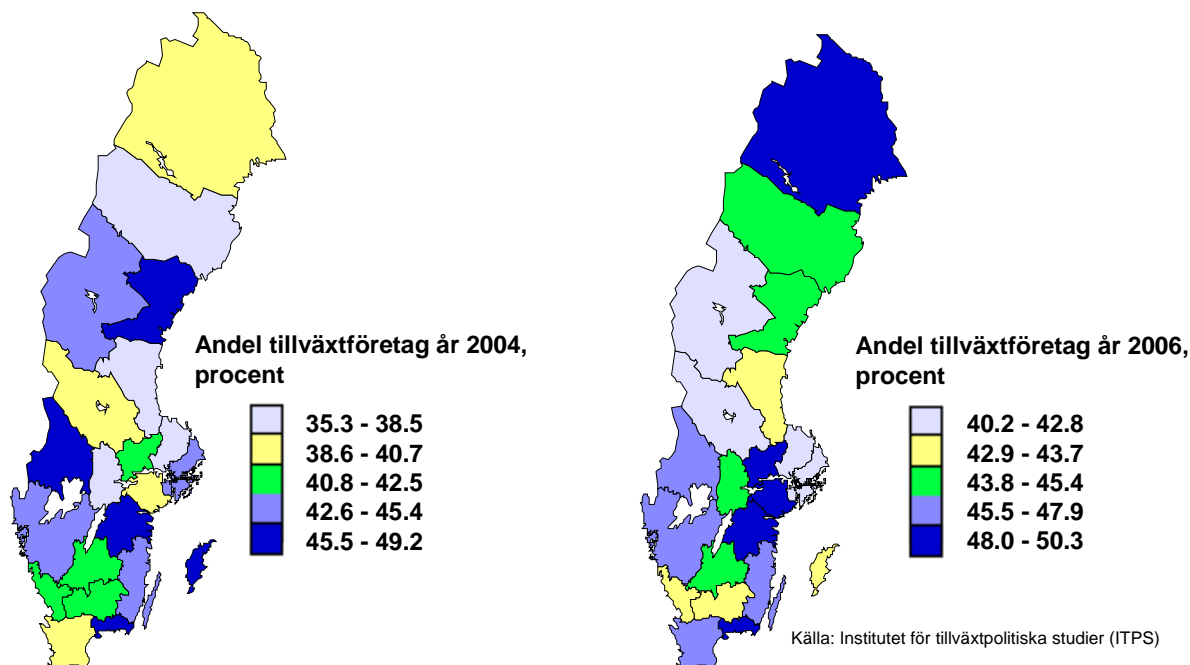 Andel tillväxtföretag år 2004,
procent
35.3 - 38.5
38.6 - 40.7
40.8 - 42.5
42.6 - 45.4
45.5 - 49.2
Andel tillväxtföretag år 2006,
procent
40.2 - 42.8
42.9 - 43.7
43.8 - 45.4
45.5 - 47.9
48.0 - 50.3
Källa: Institutet för tillväxtpolitiska studier (ITPS)